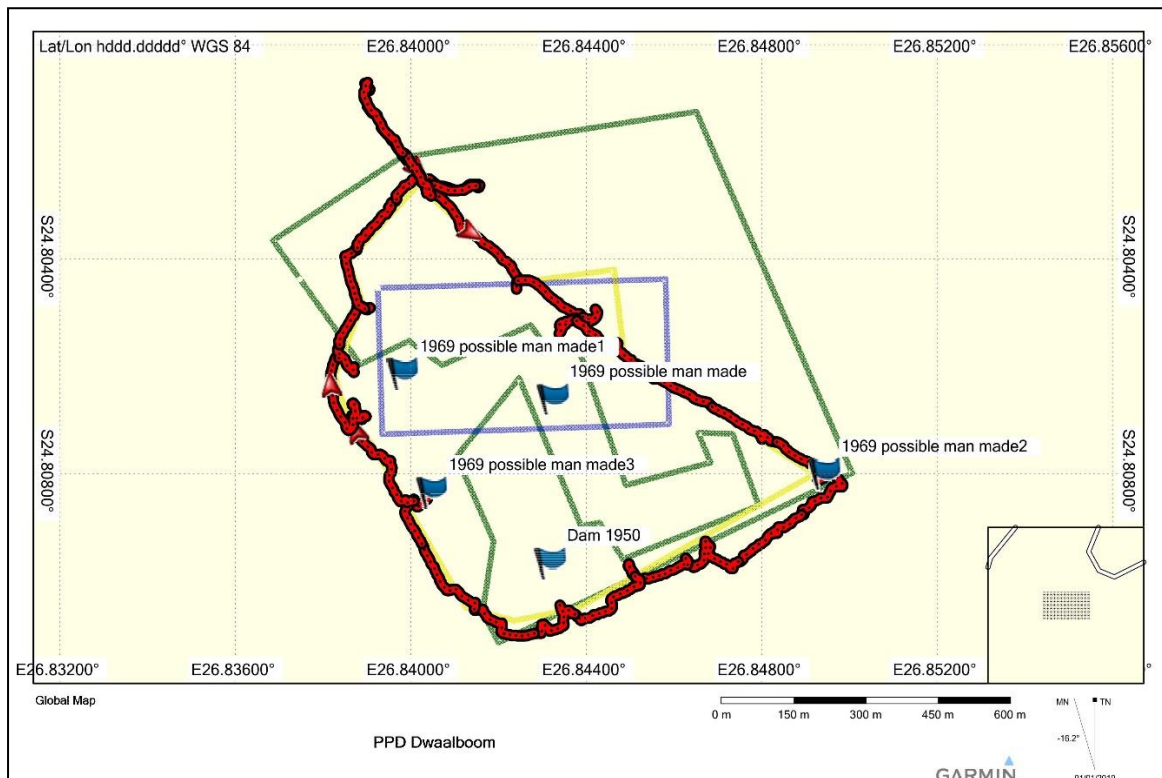 Lat/Lon hddd.ddddd° WGS 84
E26.84000°
E26.84400°
E26.84800°
E26.85200°
E26.85600°
S24.80400°
S24.80400°
1969 possible man made1
1969 possible man made
1969 possible man made2
1969 possible man made3
S24.80800°
S24.80800°
Dam 1950
E26.83200°
E26.83600°
E26.84000°
E26.84400°
E26.84800°
E26.85200°
Global Map
0 m
150 m
300 m
450 m
600 m
MN
TN
-16.2°
PPD Dwaalboom
GARMIN